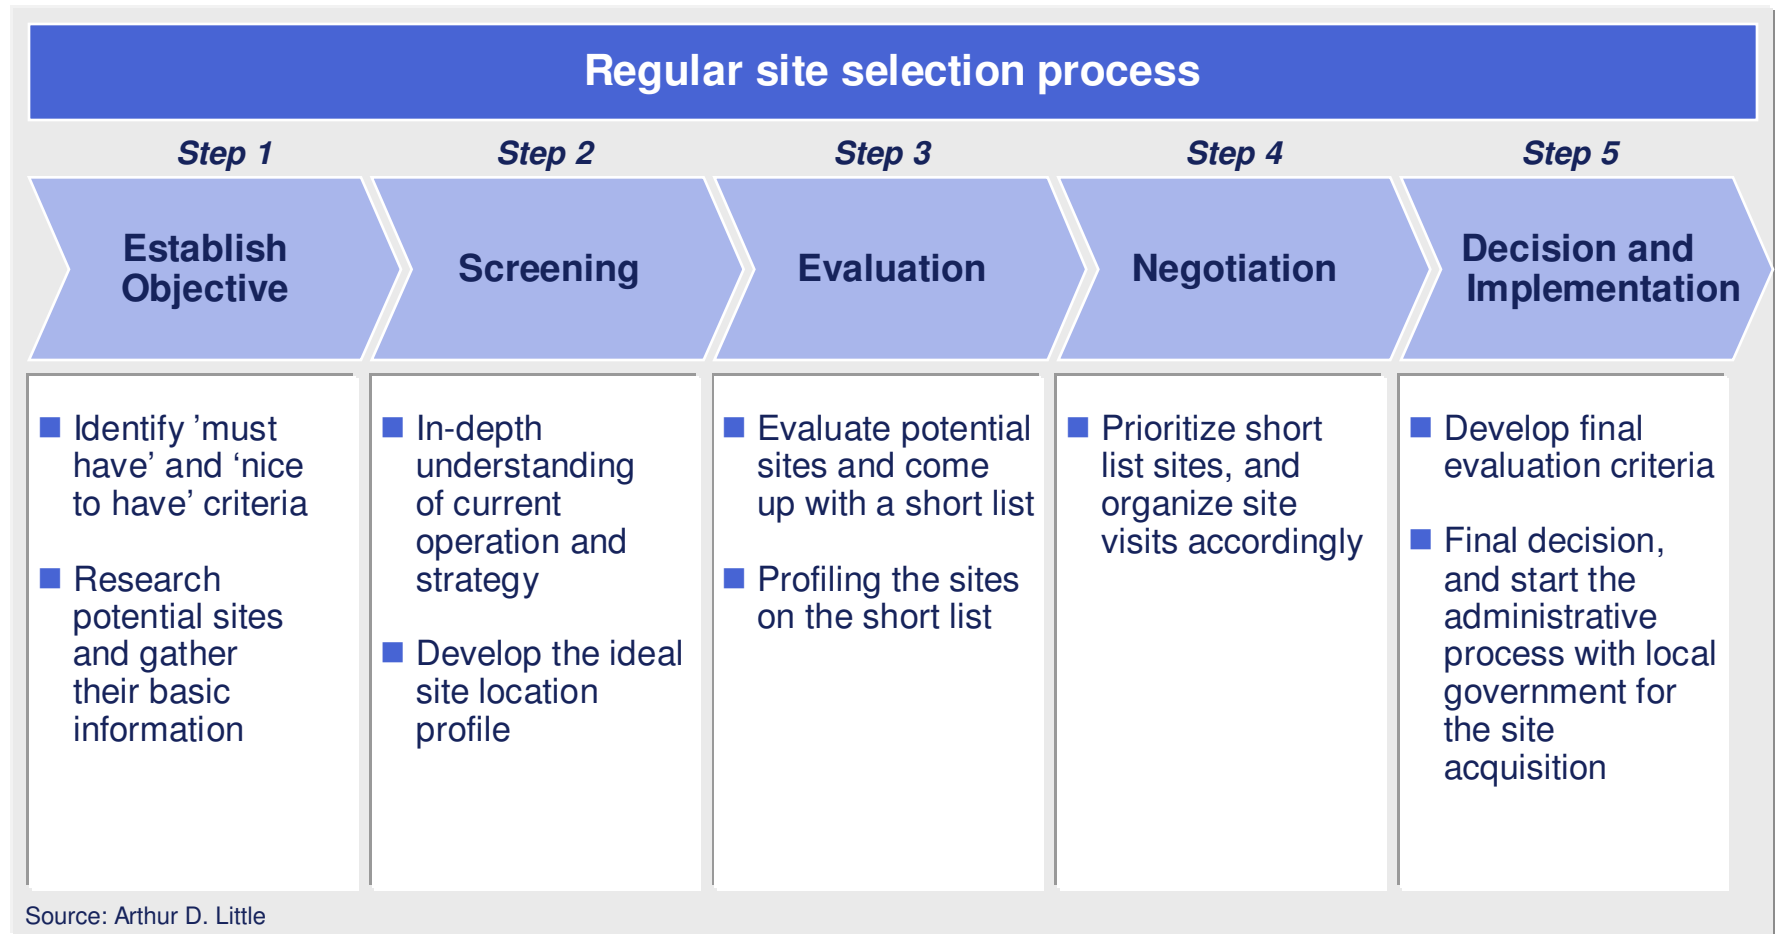 Regular site selection process
Step 1
Step 2
Step 3
Step 4
Step 5
Establish
Objective
Screening
Evaluation
Negotiation
Decision and
Implementation
Identify ’must
have’ and ‘nice
to have’ criteria
Research
potential sites
and gather
their basic
information
In-depth
understanding
of current
operation and
strategy
Develop the ideal
site location
profile
Evaluate potential
sites and come
up with a short list
Profiling the sites
on the short list
Prioritize short
list sites, and
organize site
visits accordingly
Develop final
evaluation criteria
Final decision,
and start the
administrative
process with local
government for
the site
acquisition
Source: Arthur D. Little